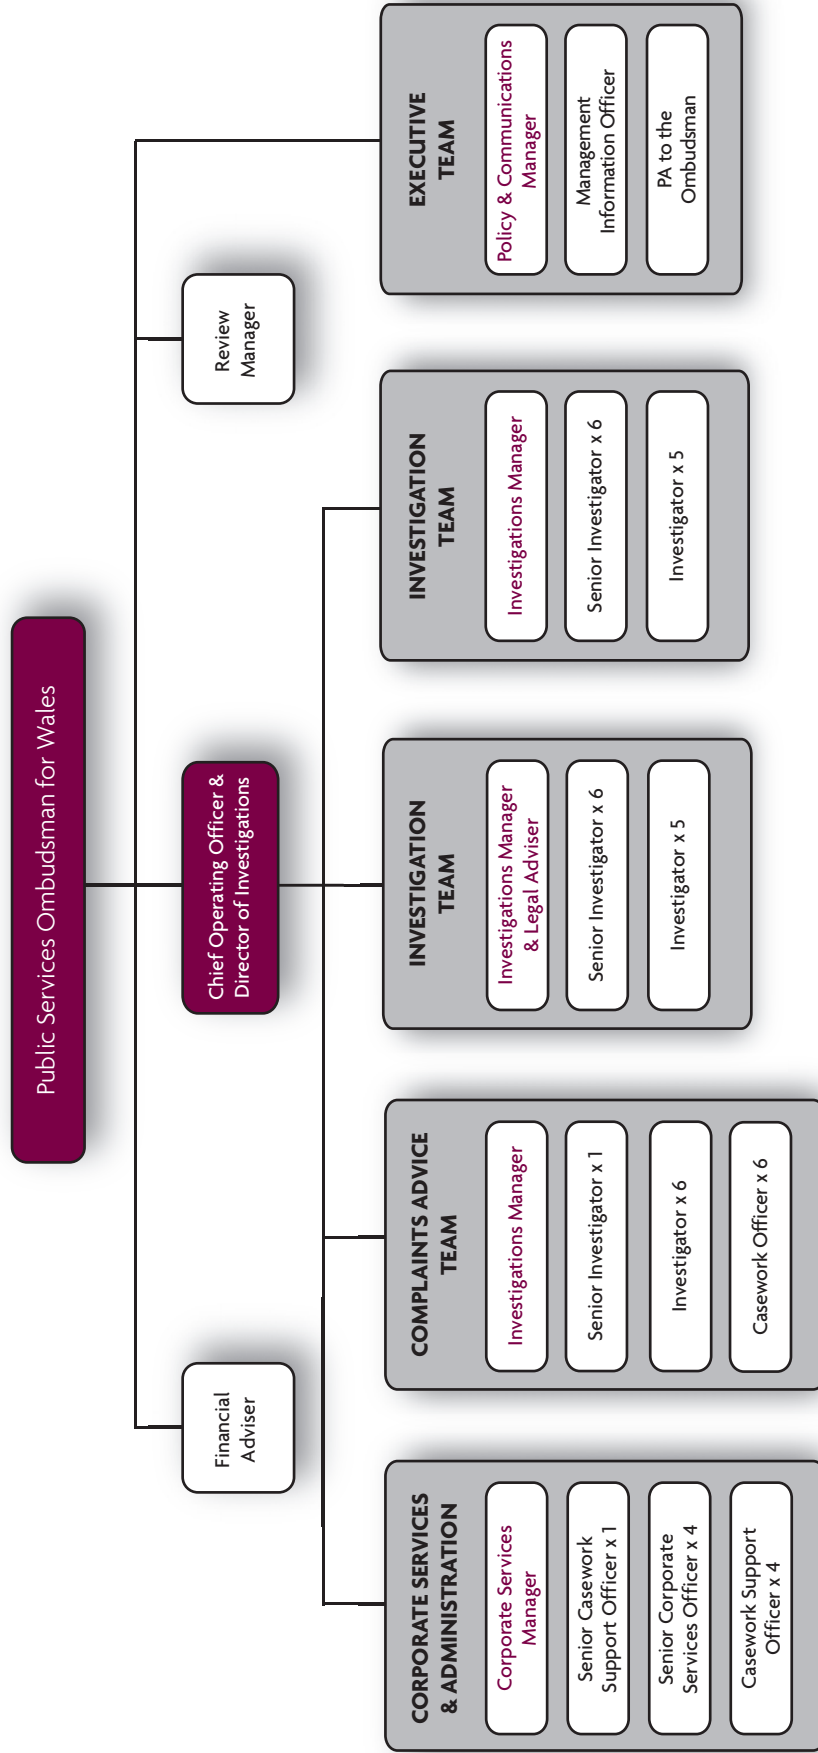 Public Services Ombudsman for Wales
Financial
Adviser
Chief Operating Officer &
Director of Investigations
Review
Manager
CORPORATE SERVICES
& ADMINISTRATION
Corporate Services
Manager
Senior Casework
Support Officer x 1
Senior Corporate
Services Officer x 4
Casework Support
Officer x 4
COMPLAINTS ADVICE
TEAM
Investigations Manager
Senior Investigator x 1
Investigator x 6
Casework Officer x 6
INVESTIGATION
TEAM
Investigations Manager
& Legal Adviser
Senior Investigator x 6
Investigator x 5
INVESTIGATION
TEAM
Investigations Manager
Senior Investigator x 6
Investigator x 5
EXECUTIVE
TEAM
Policy & Communications
Manager
Management
Information Officer
PA to the
Ombudsman